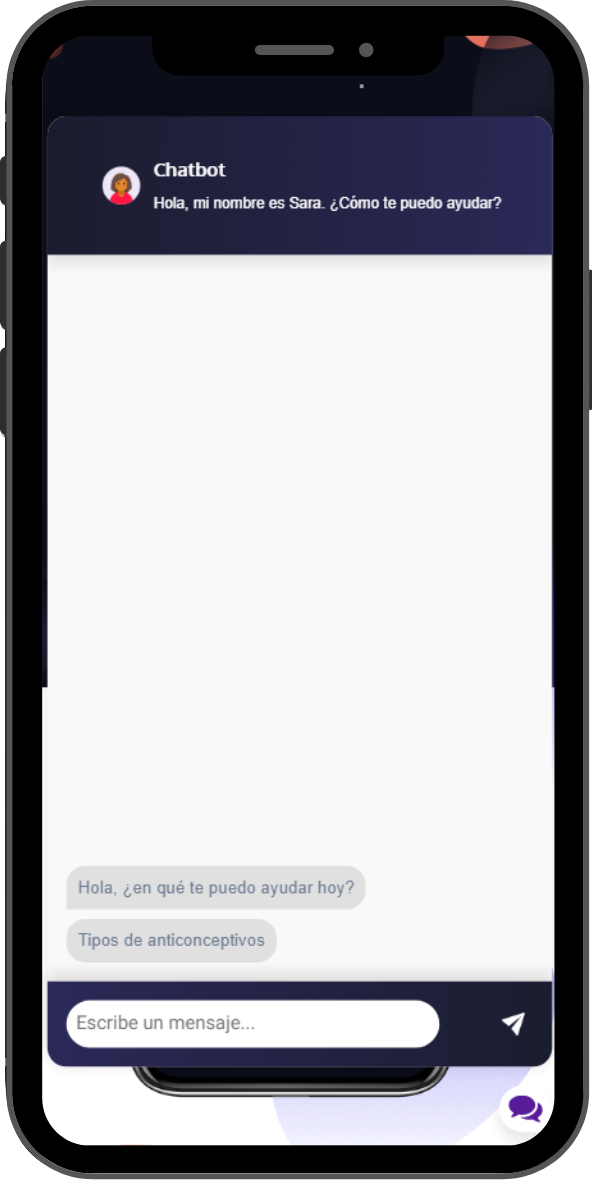 Chatbot
Hola, mi nombre es Sara. ¿Cómo te puedo ayudar?
Hola, ¿en qué te puedo ayudar hoy?
Tipos de anticonceptivos
Escribe un mensaje...